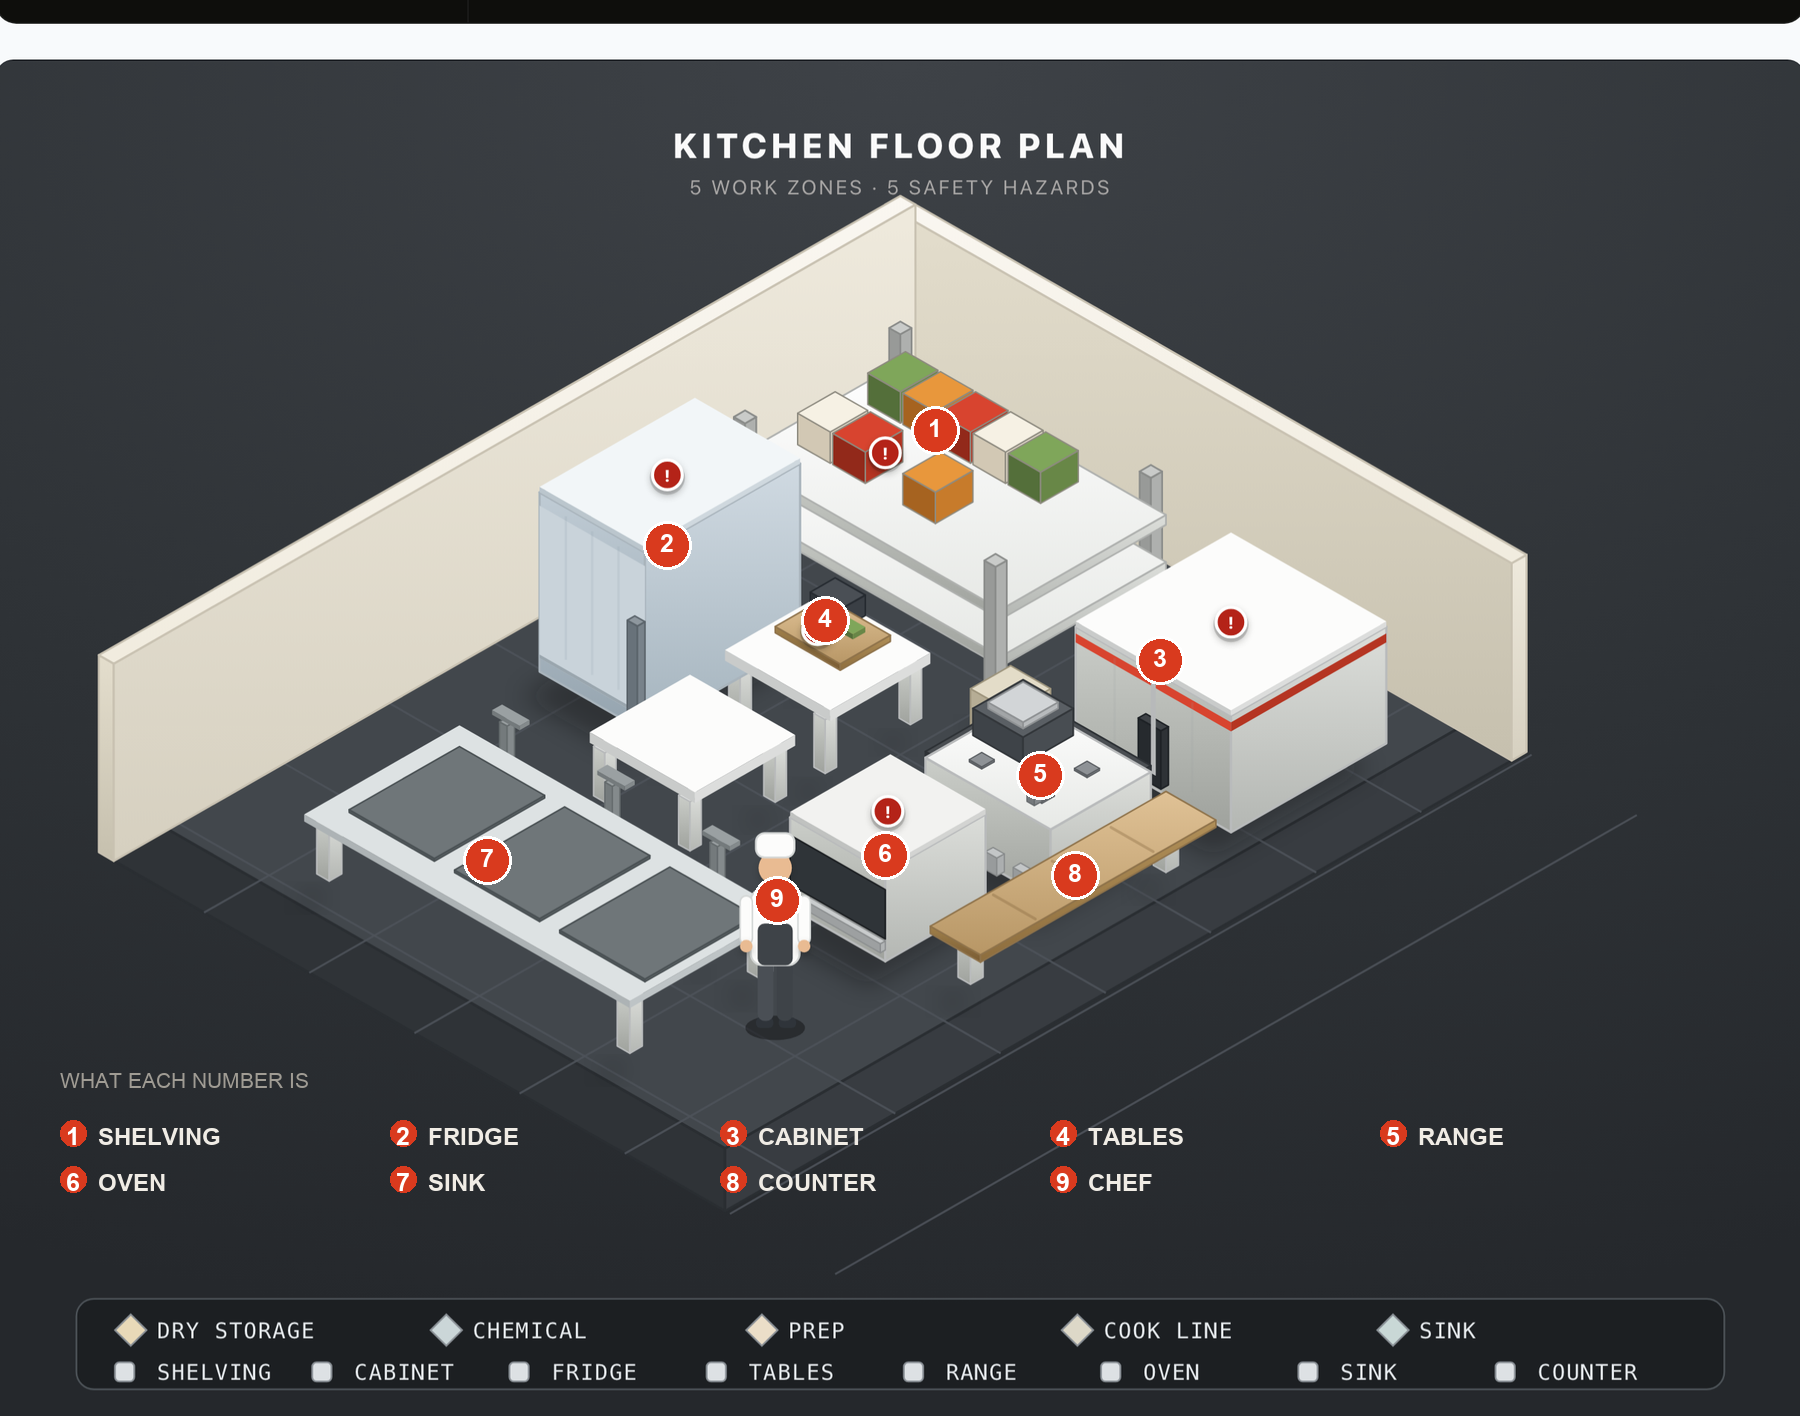 KITCHEN FLOOR PLAN
5 WORK ZONES · 5 SAFETY HAZARDS
1
!
!
2
4
!
3
5
!
6
7
8
9
WHAT EACH NUMBER IS
1 SHELVING 2 FRIDGE 3 CABINET 4 TABLES 5 RANGE
6 OVEN 7 SINK 8 COUNTER 9 CHEF
DRY STORAGE CHEMICAL PREP COOK LINE SINK
SHELVING CABINET FRIDGE TABLES RANGE OVEN SINK COUNTER